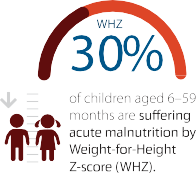 WHZ
30%
of children aged 6–59
months are suffering
acute malnutrition by
Weight-for-Height
Z-score (WHZ).